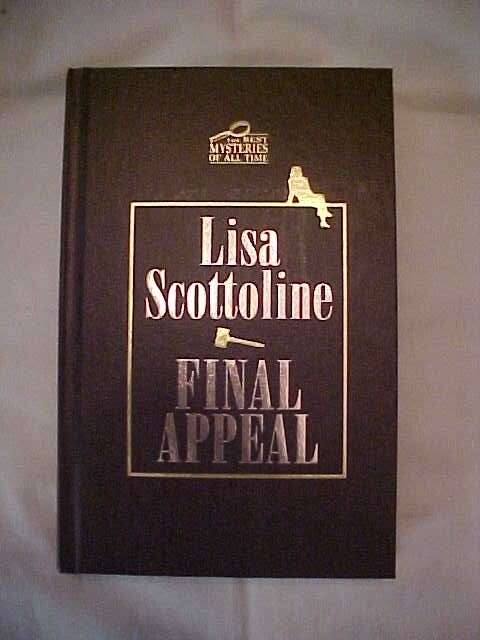 THE BEST
MYSTERIES
OF ALL TIME
Lisa
Scottoline
FINAL
APPEAL